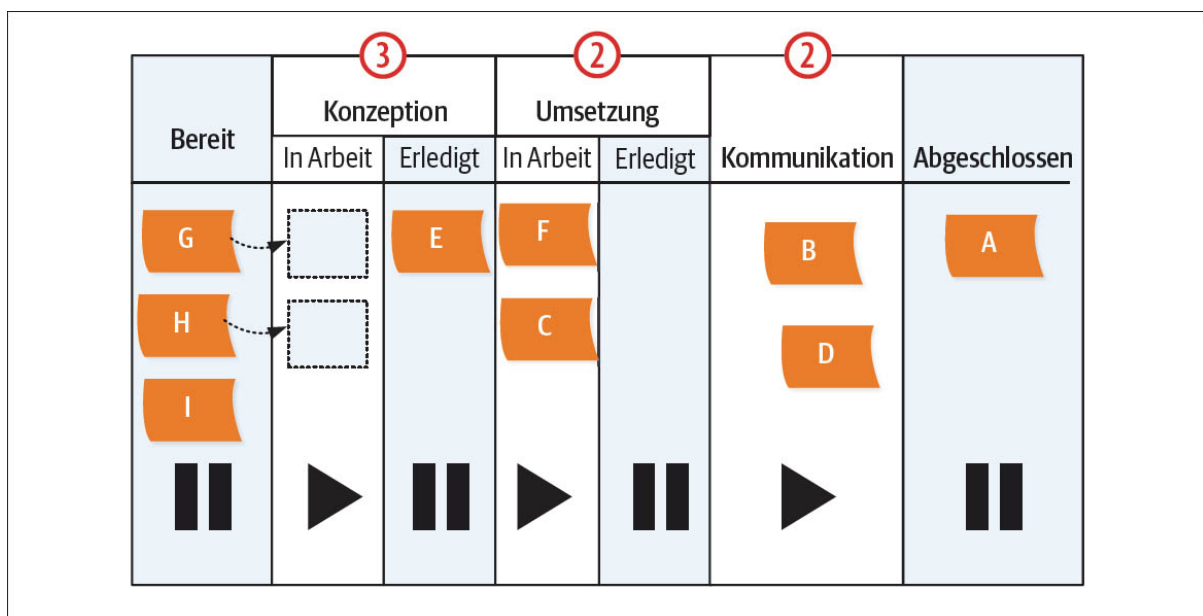 3
2
2
Konzeption
Umsetzung
Bereit
In Arbeit
Erledigt
In Arbeit
Erledigt
Kommunikation
Abgeschlossen
G
E
F
B
A
H
C
D
I